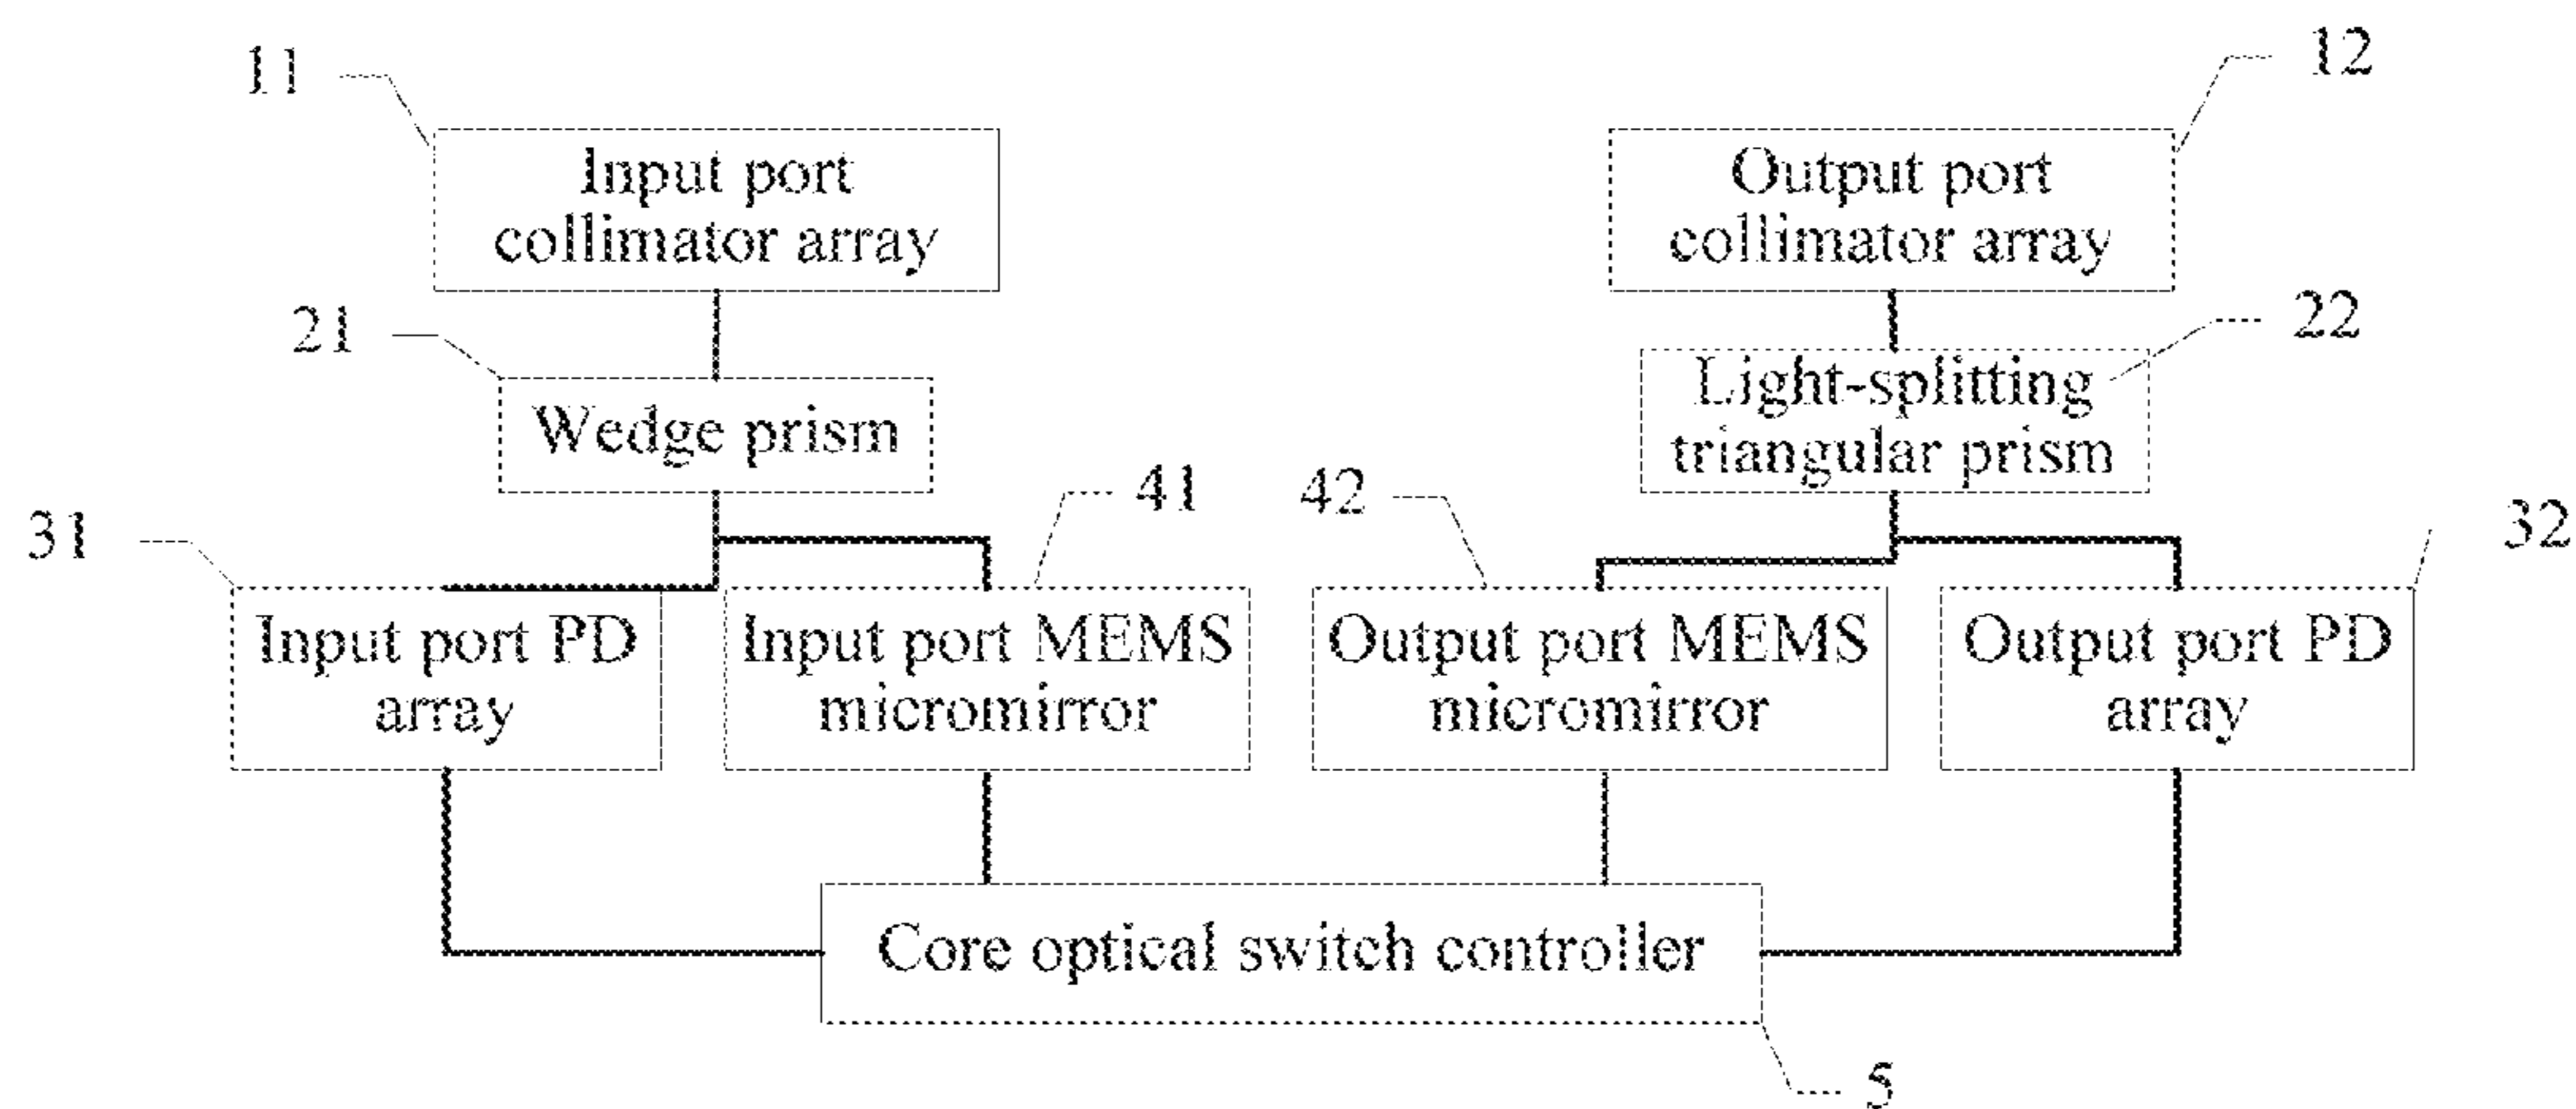 11
12
Input port
collimator array
Output port
collimator array
21
22
Wedge prism
Light-splitting
triangular prism
31
41
42
32
Input port PD
array
Input port MEMS
micromirror
Output port MEMS
micromirror
Output port PD
array
Core optical switch controller
5